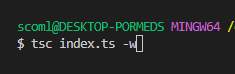 scoml@DESKTOP-PORMEDS MINGW64 /
$ tsc index.ts -w